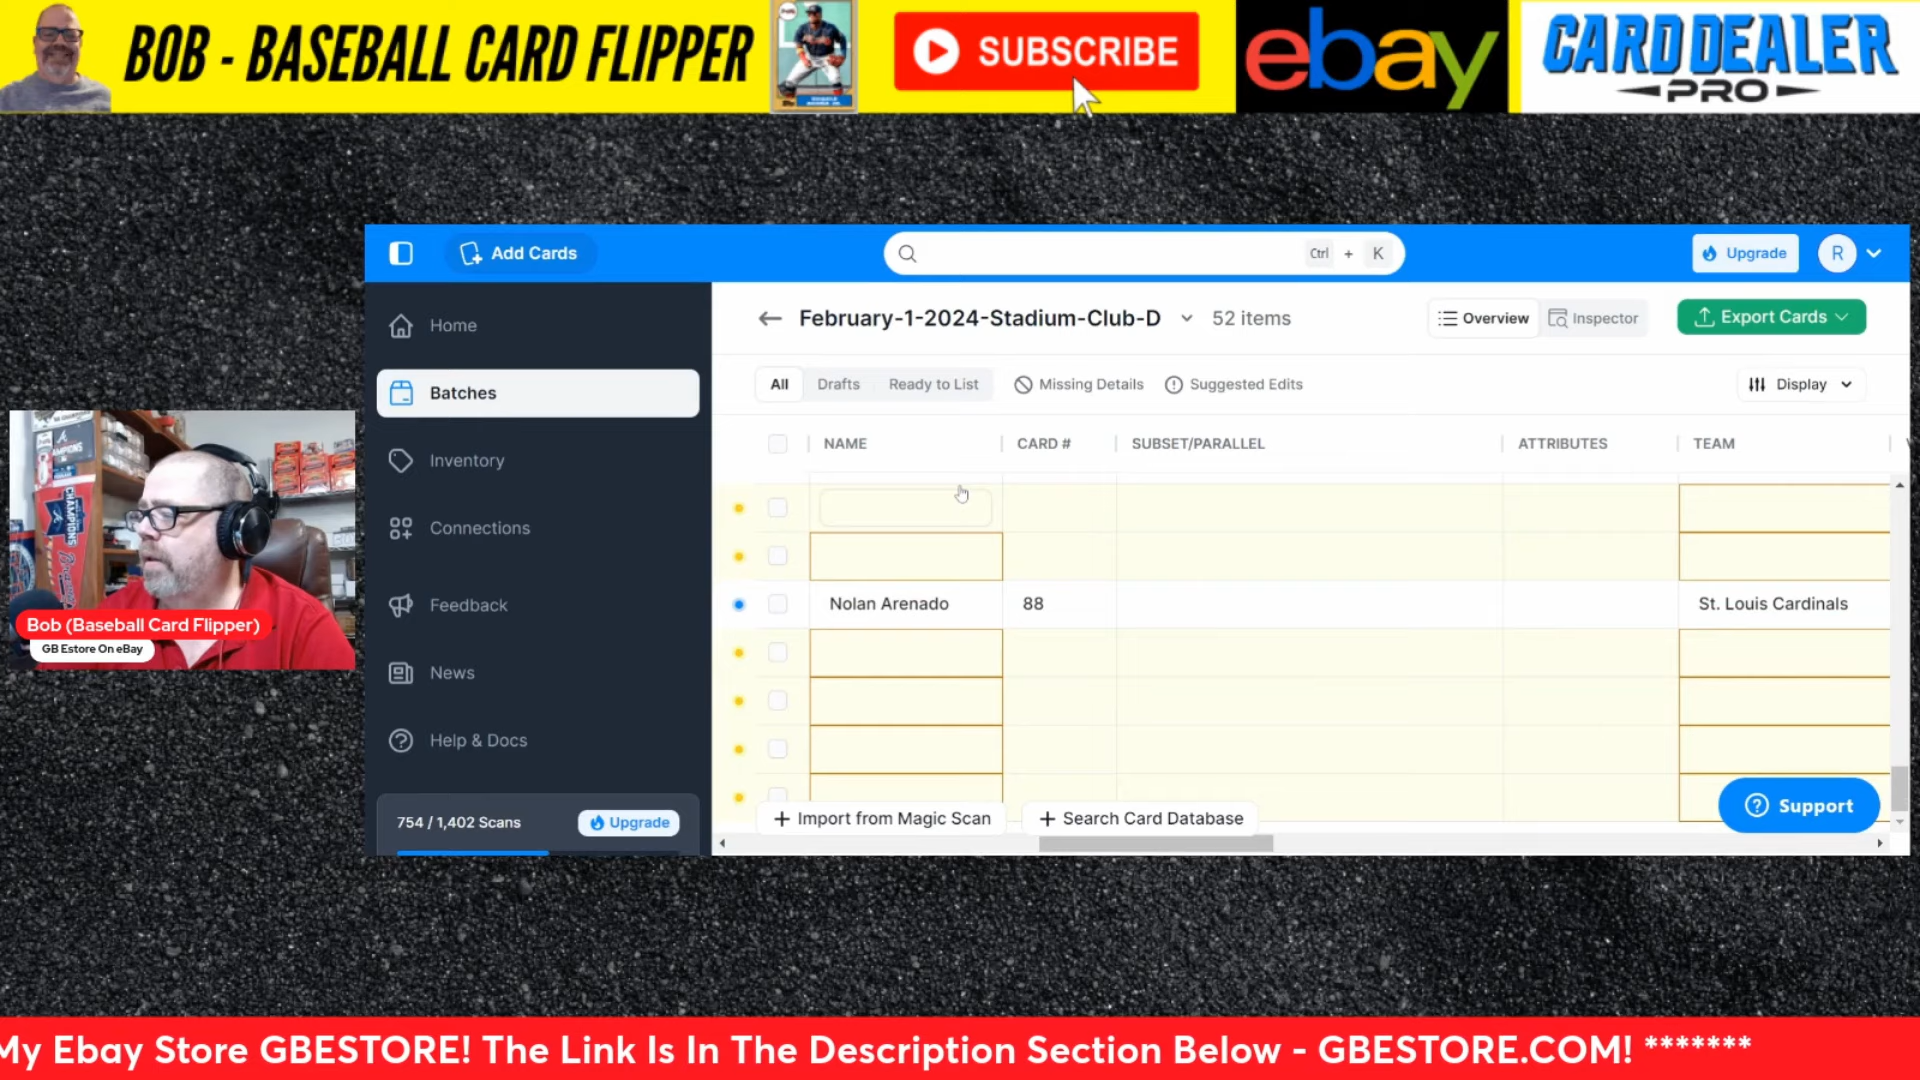 BOB - BASEBALL CARD FLIPPER
SUBSCRIBE
ebay
CARD DEALER
PRO
Add Cards
Ctrl + K
Upgrade
R
Home
Batches
Inventory
Connections
Feedback
News
Help & Docs
754 / 1,402 Scans
Upgrade
February-1-2024-Stadium-Club-D
52 items
Overview
Inspector
Export Cards
All
Drafts
Ready to List
Missing Details
Suggested Edits
Display
NAME
CARD #
SUBSET/PARALLEL
ATTRIBUTES
TEAM
Nolan Arenado
88
St. Louis Cardinals
+ Import from Magic Scan
+ Search Card Database
Support
CHAMPIONS
Bob (Baseball Card Flipper)
GB Estore On eBay
My Ebay Store GBESTORE! The Link Is In The Description Section Below - GBESTORE.COM! *******